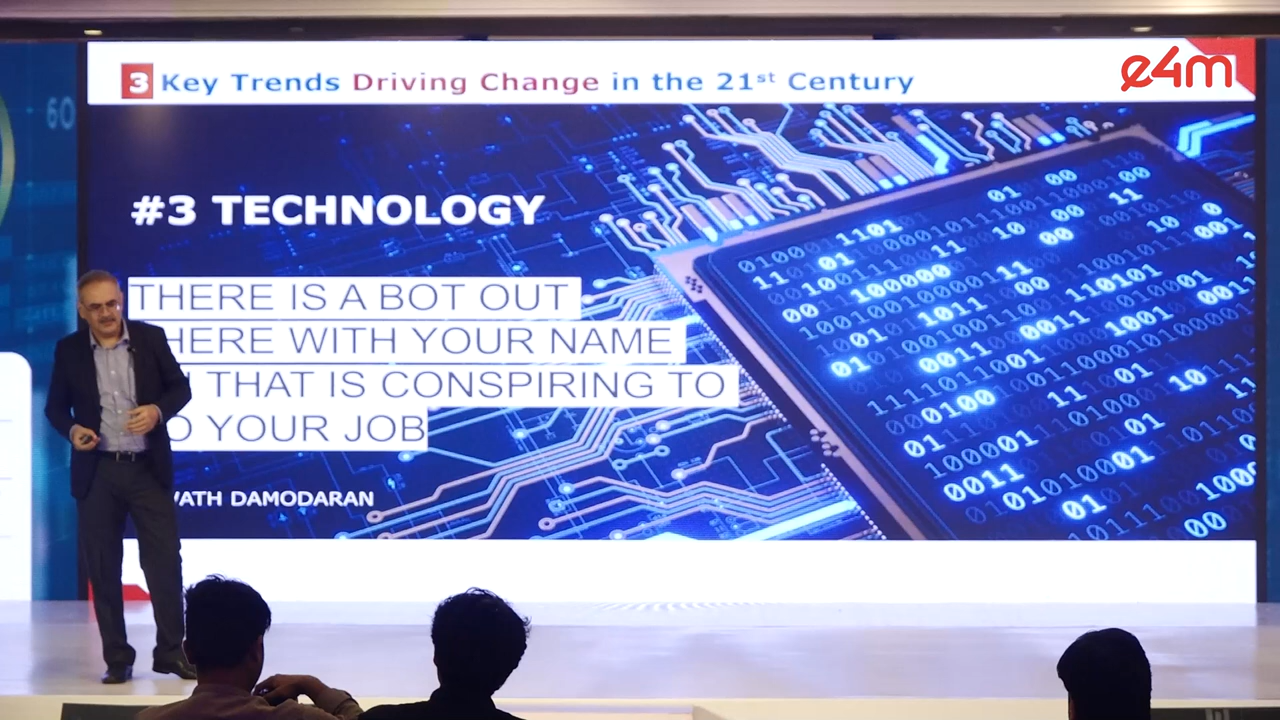 3 Key Trends Driving Change in the 21st Century
e4m
60
#3 TECHNOLOGY
THERE IS A BOT OUT
HERE WITH YOUR NAME
THAT IS CONSPIRING TO
O YOUR JOB
VATH DAMODARAN